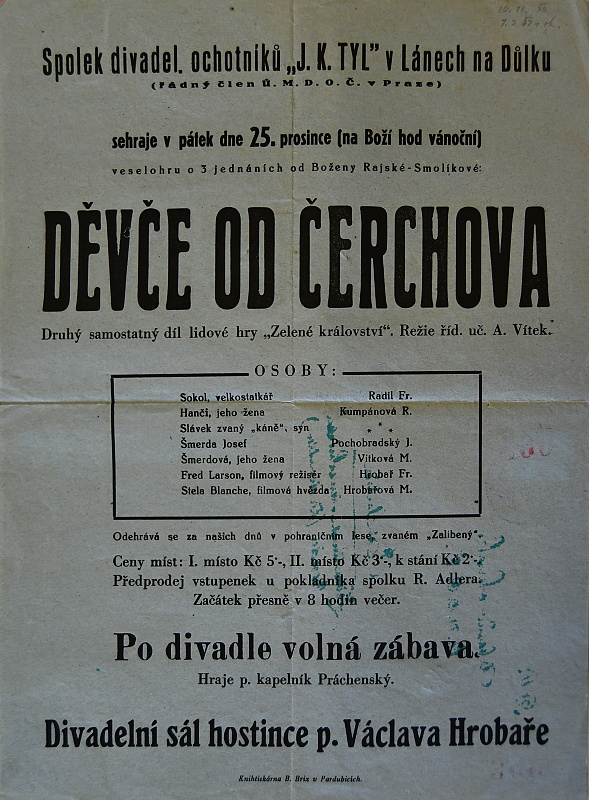 Spolek divadel. ochotníků „J. K. TYL” v Lánech na Důlku
(řádný člen Ú. M. D. O. Č. v Praze)
sehraje v pátek dne 25. prosince (na Boží hod vánoční)
veselohru o 3 jednáních od Boženy Rajské-Smolíkové:
DĚVČE OD ČERCHOVA
Druhý samostatný díl lidové hry „Zelené království“. Režie říd. uč. A. Vítek.
OSOBY:
Sokol, velkostatkář Radil Fr.
Hanči, jeho žena Kumpánová R.
Slávek zvaný „káně“, syn * * *
Šmerda Josef Pochobradský J.
Šmerdová, jeho žena Vítková M.
Fred Larson, filmový režisér Hrobař Fr.
Stela Blanche, filmová hvězda Hrobařová M.
Odehrává se za našich dnů v pohraničním lese, zvaném „Zalíbený“.
Ceny míst: I. místo Kč 5·-, II. místo Kč 3·-, k stání Kč 2·-.
Předprodej vstupenek u pokladníka spolku R. Adlera.
Začátek přesně v 8 hodin večer.
Po divadle volná zábava.
Hraje p. kapelník Práchenský.
Divadelní sál hostince p. Václava Hrobaře
Knihtiskárna B. Brix v Pardubicích.